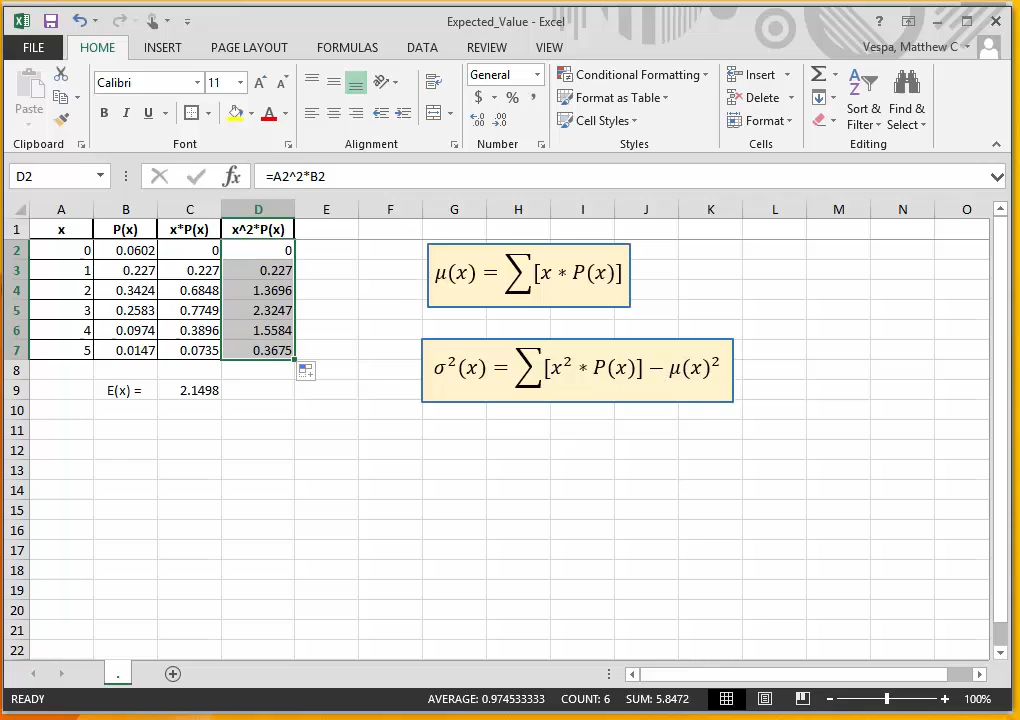 Expected_Value - Excel
?
FILE HOME INSERT PAGE LAYOUT FORMULAS DATA REVIEW VIEW Vespa, Matthew C
Paste
Calibri 11
B I U A
General
$ % ,
Conditional Formatting
Format as Table
Cell Styles
Insert
Delete
Format
Sort & Filter
Find & Select
Clipboard Font Alignment Number Styles Cells Editing
D2 fx =A2^2*B2
A B C D E F G H I J K L M N O
1 x P(x) x*P(x) x^2*P(x)
2 0 0.0602 0 0
3 1 0.227 0.227 0.227
4 2 0.3424 0.6848 1.3696
5 3 0.2583 0.7749 2.3247
6 4 0.0974 0.3896 1.5584
7 5 0.0147 0.0735 0.3675
8
9 E(x) = 2.1498
10
11
12
13
14
15
16
17
18
19
20
21
22
μ(x) = ∑[x * P(x)]
σ²(x) = ∑[x² * P(x)] − μ(x)²
.
READY AVERAGE: 0.974533333 COUNT: 6 SUM: 5.8472 100%